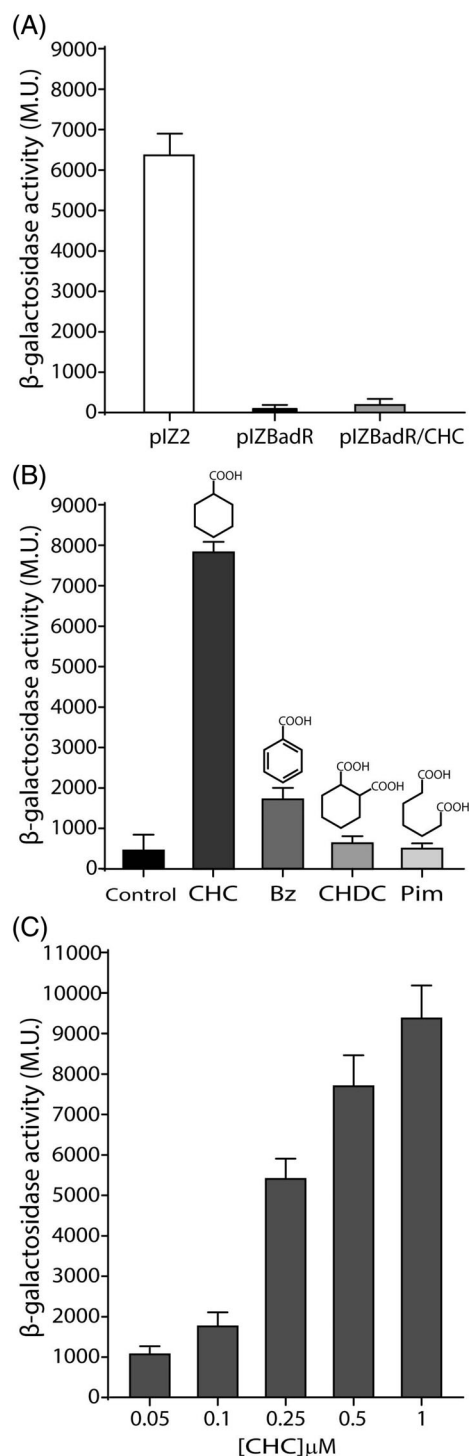 (A)
β-galactosidase activity (M.U.)
9000
8000
7000
6000
5000
4000
3000
2000
1000
0
pIZ2 pIZBadR pIZBadR/CHC
(B)
β-galactosidase activity (M.U.)
9000
8000
7000
6000
5000
4000
3000
2000
1000
0
COOH
COOH
COOH
COOH
COOH
COOH
Control CHC Bz CHDC Pim
(C)
β-galactosidase activity (M.U.)
11000
10000
9000
8000
7000
6000
5000
4000
3000
2000
1000
0
0.05 0.1 0.25 0.5 1
[CHC]μM